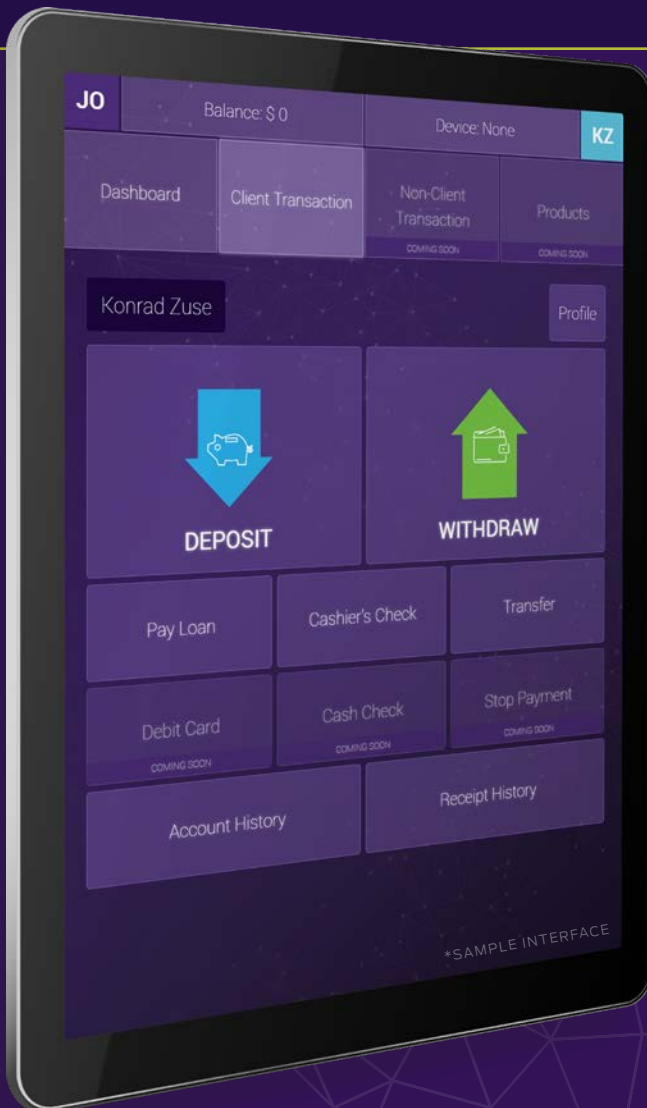 JO
Balance: $ 0
Device: None
KZ
Dashboard
Client Transaction
Non-Client
Transaction
COMING SOON
Products
COMING SOON
Konrad Zuse
Profile
DEPOSIT
WITHDRAW
Pay Loan
Cashier's Check
Transfer
Debit Card
COMING SOON
Cash Check
COMING SOON
Stop Payment
COMING SOON
Account History
Receipt History
*SAMPLE INTERFACE